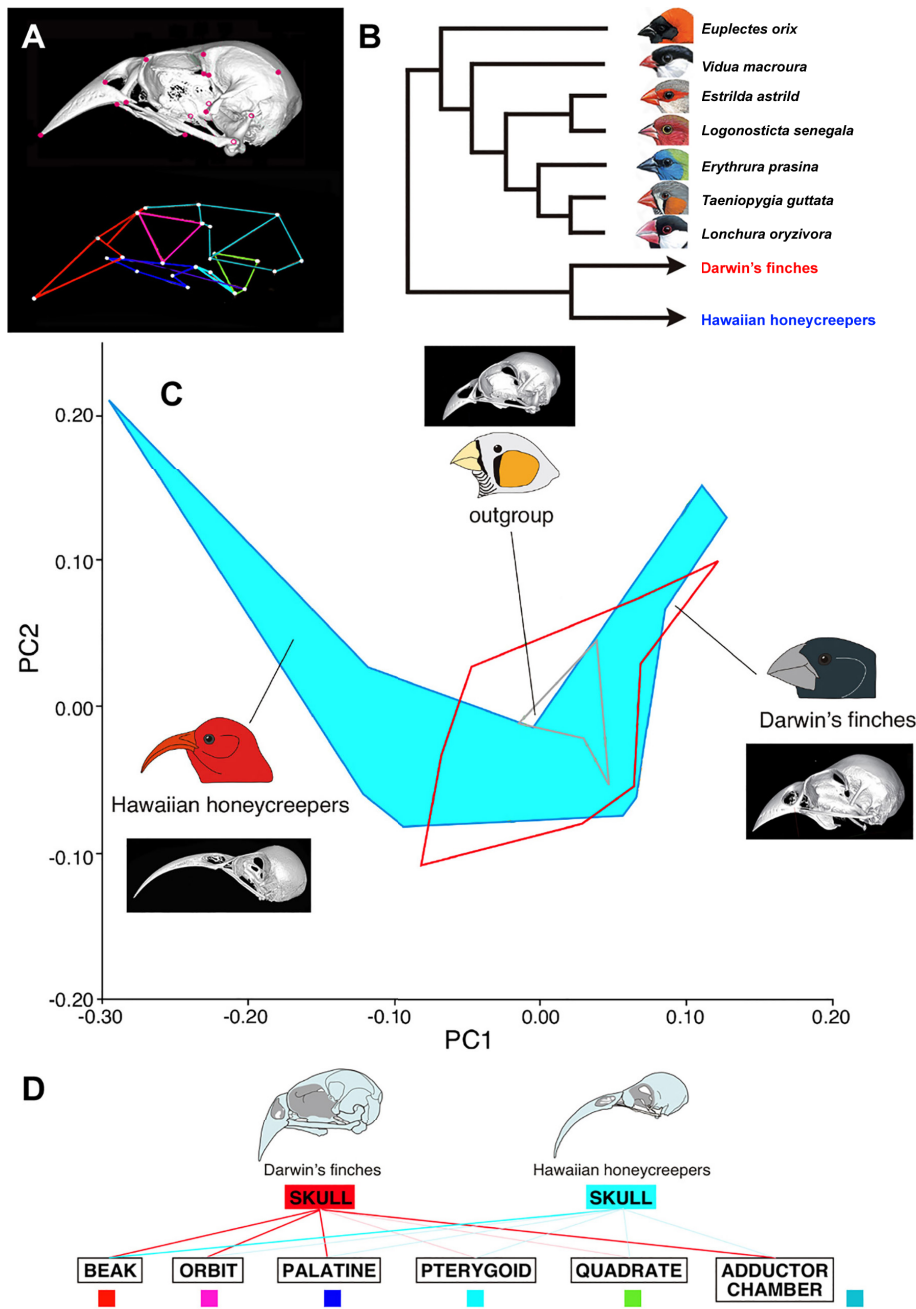 A
B
Euplectes orix
Vidua macroura
Estrilda astrild
Logonosticta senegala
Erythrura prasina
Taeniopygia guttata
Lonchura oryzivora
Darwin's finches
Hawaiian honeycreepers
C
outgroup
Darwin's finches
Hawaiian honeycreepers
PC2
0.20
0.10
0.00
-0.10
-0.20
-0.30
-0.20
-0.10
0.00
0.10
0.20
PC1
D
Darwin's finches
Hawaiian honeycreepers
SKULL
SKULL
BEAK
ORBIT
PALATINE
PTERYGOID
QUADRATE
ADDUCTOR
CHAMBER